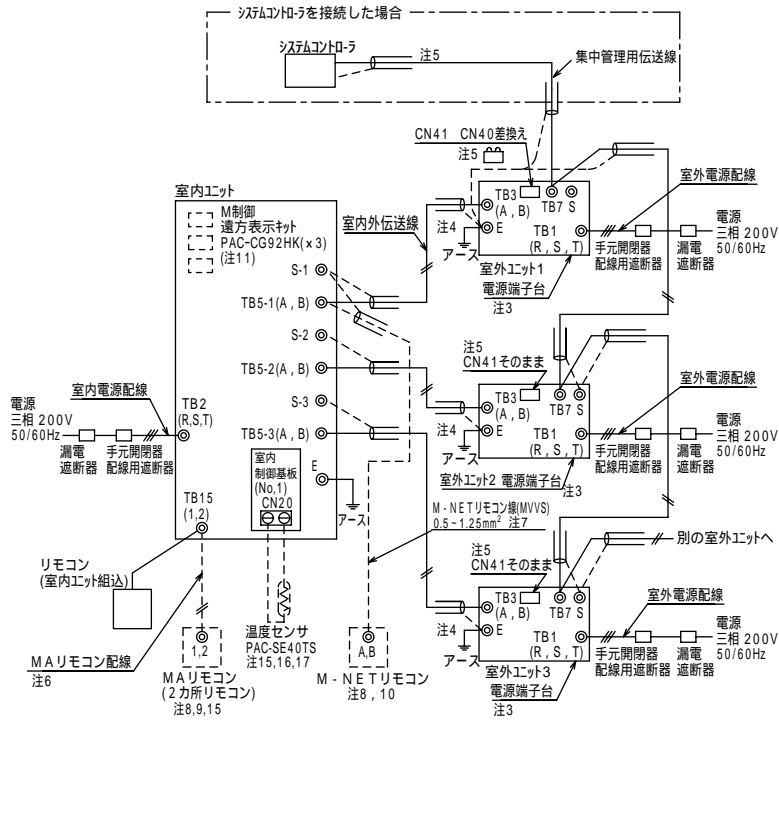 システムコントローラを接続した場合
システムコントローラ
注5
集中管理用伝送線
CN41 CN40差換え
注5
室内ユニット
M制御
遠方表示キット
PAC-CG92HK(x3)
(注11)
S-1
TB5-1(A,B)
S-2
TB5-2(A,B)
S-3
TB5-3(A,B)
室内
制御基板
(No,1)
CN20
E
アース
TB2
(R,S,T)
TB15
(1,2)
室内電源配線
電源
三相 200V
50/60Hz
漏電
遮断器
手元開閉器
配線用遮断器
室内外伝送線
TB3
(A,B)
TB7 S
注4
E
TB1
(R,S,T)
アース
室外ユニット1
電源端子台
注3
室外電源配線
電源
三相 200V
50/60Hz
手元開閉器
配線用遮断器
漏電
遮断器
注5
CN41そのまま
TB3
(A,B)
TB7 S
注4
E
TB1
(R,S,T)
アース
室外ユニット2 電源端子台
注3
室外電源配線
電源
三相 200V
50/60Hz
手元開閉器
配線用遮断器
漏電
遮断器
M-NETリモコン線(MVVS)
0.5~1.25mm² 注7
別の室外ユニットへ
注5
CN41そのまま
TB3
(A,B)
TB7 S
注4
E
TB1
(R,S,T)
アース
室外ユニット3
電源端子台
注3
室外電源配線
電源
三相 200V
50/60Hz
手元開閉器
配線用遮断器
漏電
遮断器
リモコン
(室内ユニット組込)
MAリモコン配線
注6
1,2
MAリモコン
(2カ所リモコン)
注8,9,15
温度センサ
PAC-SE40TS
注15,16,17
A,B
M-NETリモコン
注8,10